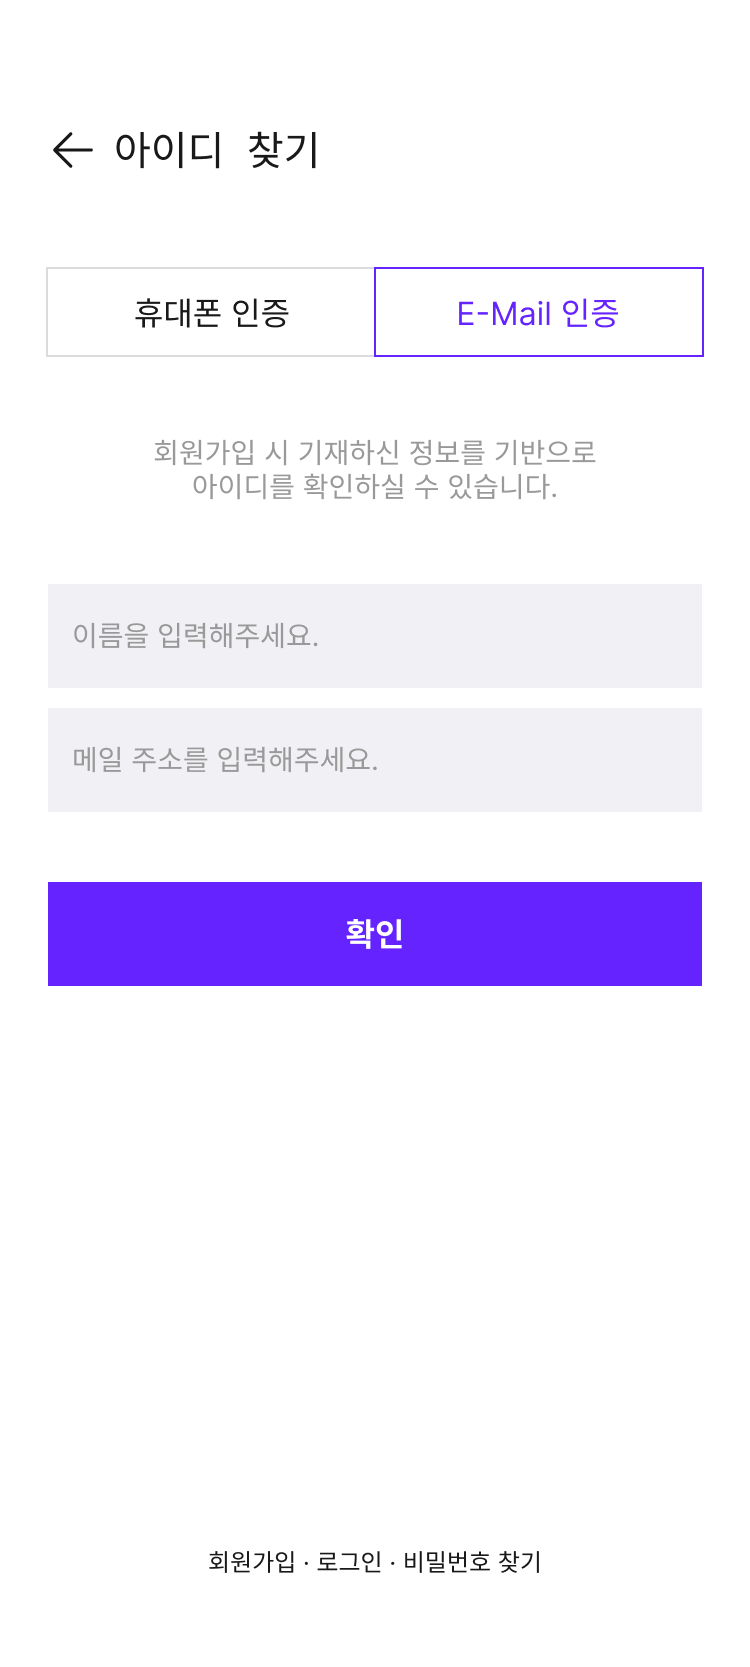 아이디 찾기
휴대폰 인증
E-Mail 인증
회원가입 시 기재하신 정보를 기반으로
아이디를 확인하실 수 있습니다.
이름을 입력해주세요.
메일 주소를 입력해주세요.
확인
회원가입 · 로그인 · 비밀번호 찾기